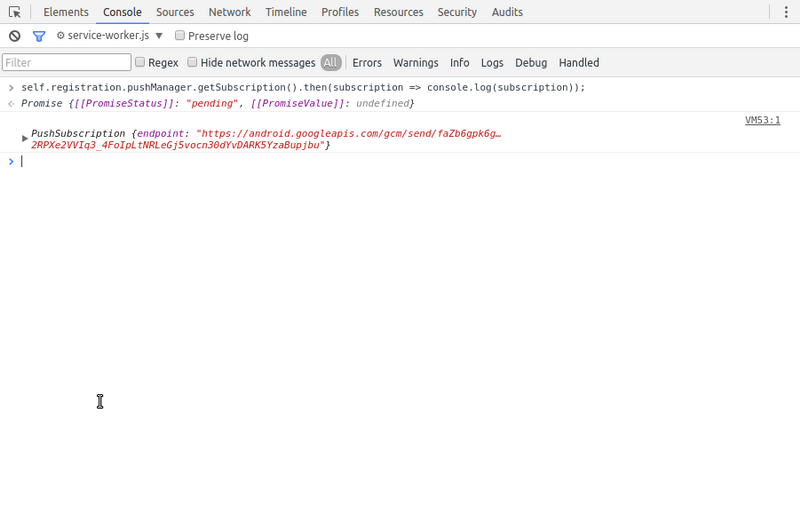 Elements Console Sources Network Timeline Profiles Resources Security Audits
service-worker.js ▼ Preserve log
Filter Regex Hide network messages All Errors Warnings Info Logs Debug Handled
self.registration.pushManager.getSubscription().then(subscription => console.log(subscription));
Promise {[[PromiseStatus]]: "pending", [[PromiseValue]]: undefined}
VM53:1
PushSubscription {endpoint: "https://android.googleapis.com/gcm/send/faZb6gpk6g…
2RPXe2VVIq3_4FoIpLtNRLeGj5vocn30dYvDARK5YzaBupjbu"}